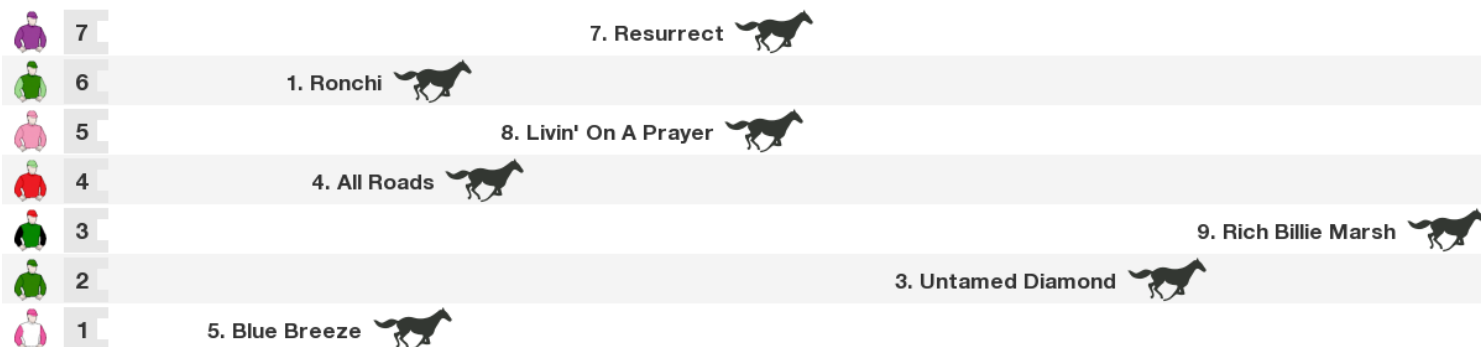 7 7. Resurrect
6 1. Ronchi
5 8. Livin' On A Prayer
4 4. All Roads
3 9. Rich Billie Marsh
2 3. Untamed Diamond
1 5. Blue Breeze